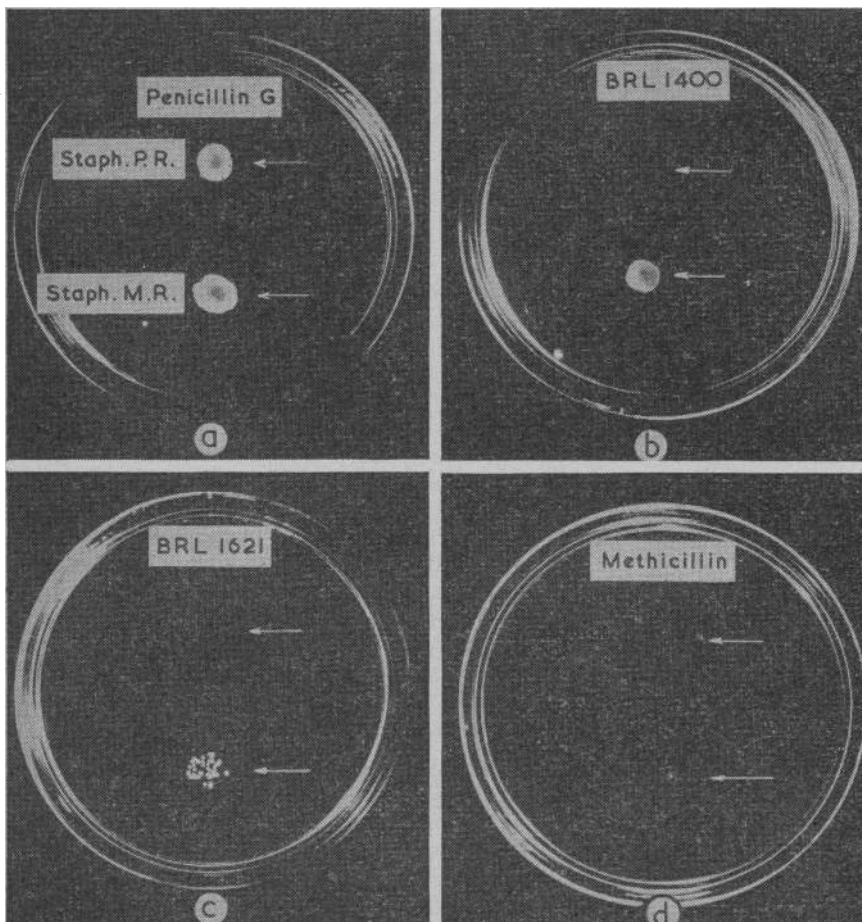 Penicillin G
Staph. P.R.
Staph. M.R.
a
BRL 1400
b
BRL 1621
c
Methicillin
d